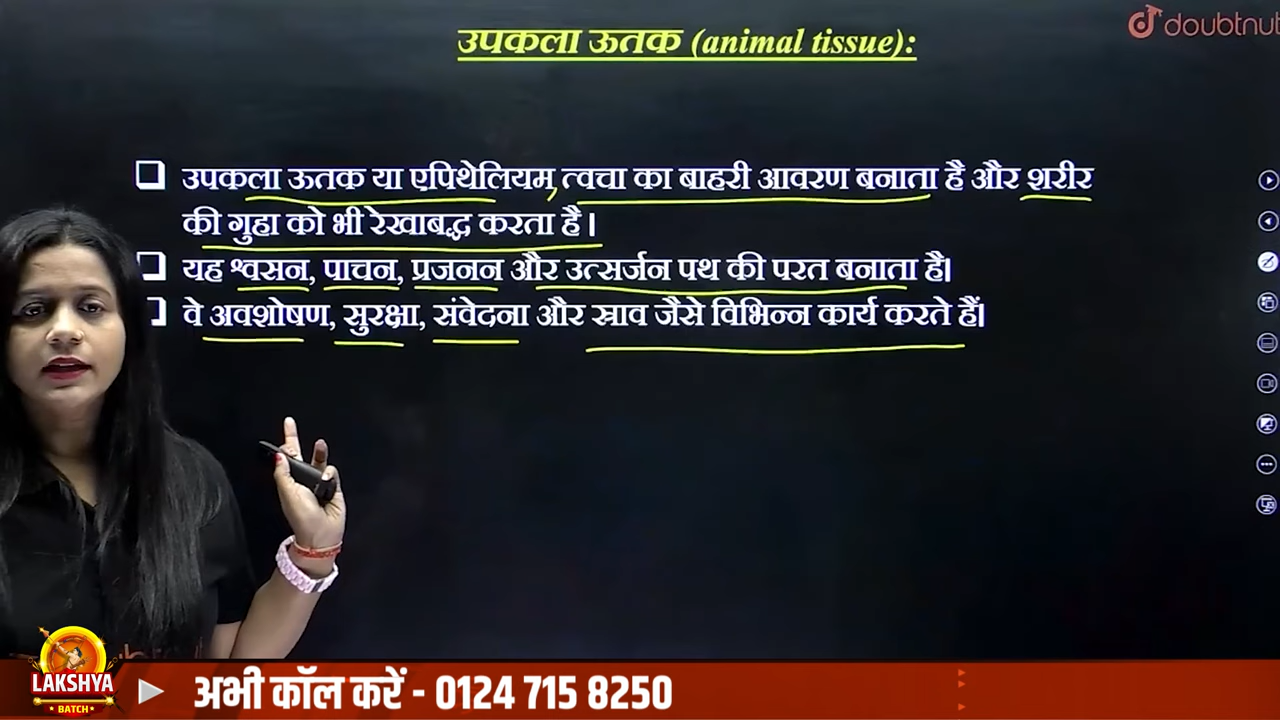 उपकला ऊतक (animal tissue):
doubtnut
उपकला ऊतक या एपिथेलियम, त्वचा का बाहरी आवरण बनाता है और शरीर
की गुहा को भी रेखाबद्ध करता है ।
यह श्वसन, पाचन, प्रजनन और उत्सर्जन पथ की परत बनाता है।
वे अवशोषण, सुरक्षा, संवेदना और स्राव जैसे विभिन्न कार्य करते हैं।
LAKSHYA
BATCH
अभी कॉल करें - 0124 715 8250